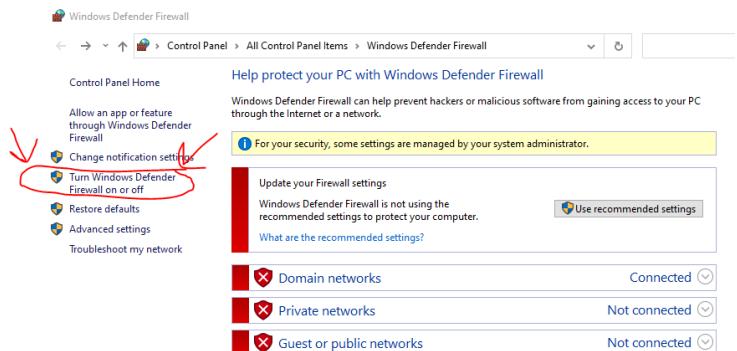 Windows Defender Firewall
Control Panel > All Control Panel Items > Windows Defender Firewall
Control Panel Home
Allow an app or feature
through Windows Defender
Firewall
Change notification settings
Turn Windows Defender
Firewall on or off
Restore defaults
Advanced settings
Troubleshoot my network
Help protect your PC with Windows Defender Firewall
Windows Defender Firewall can help prevent hackers or malicious software from gaining access to your PC
through the Internet or a network.
For your security, some settings are managed by your system administrator.
Update your Firewall settings
Windows Defender Firewall is not using the
recommended settings to protect your computer.
Use recommended settings
What are the recommended settings?
Domain networks Connected
Private networks Not connected
Guest or public networks Not connected